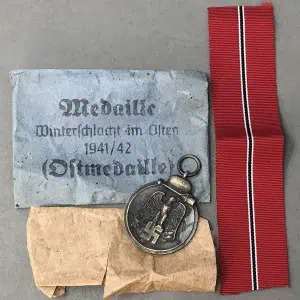 Medaille
Winterschlacht im Osten
1941/42
(Ostmedaille)